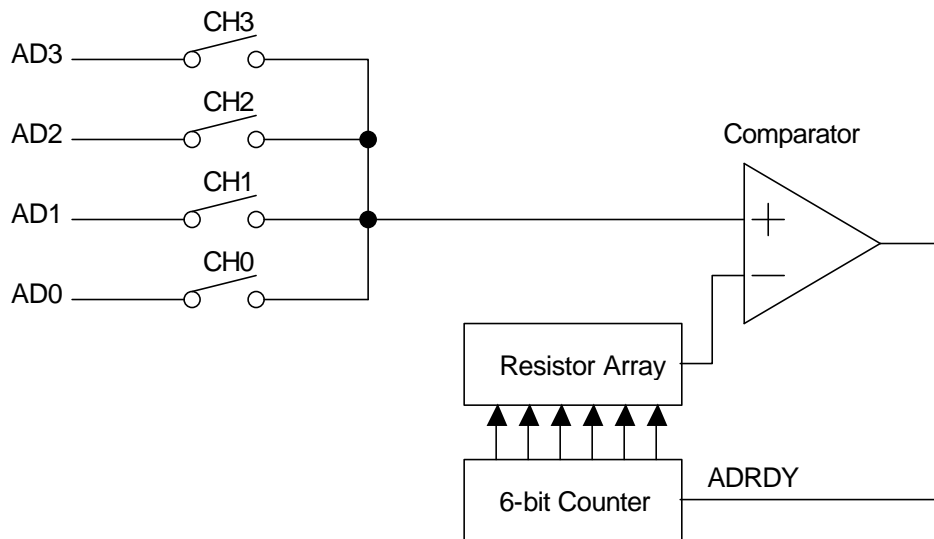 CH3
AD3
CH2
AD2
Comparator
CH1
AD1
CH0
AD0
Resistor Array
ADRDY
6-bit Counter